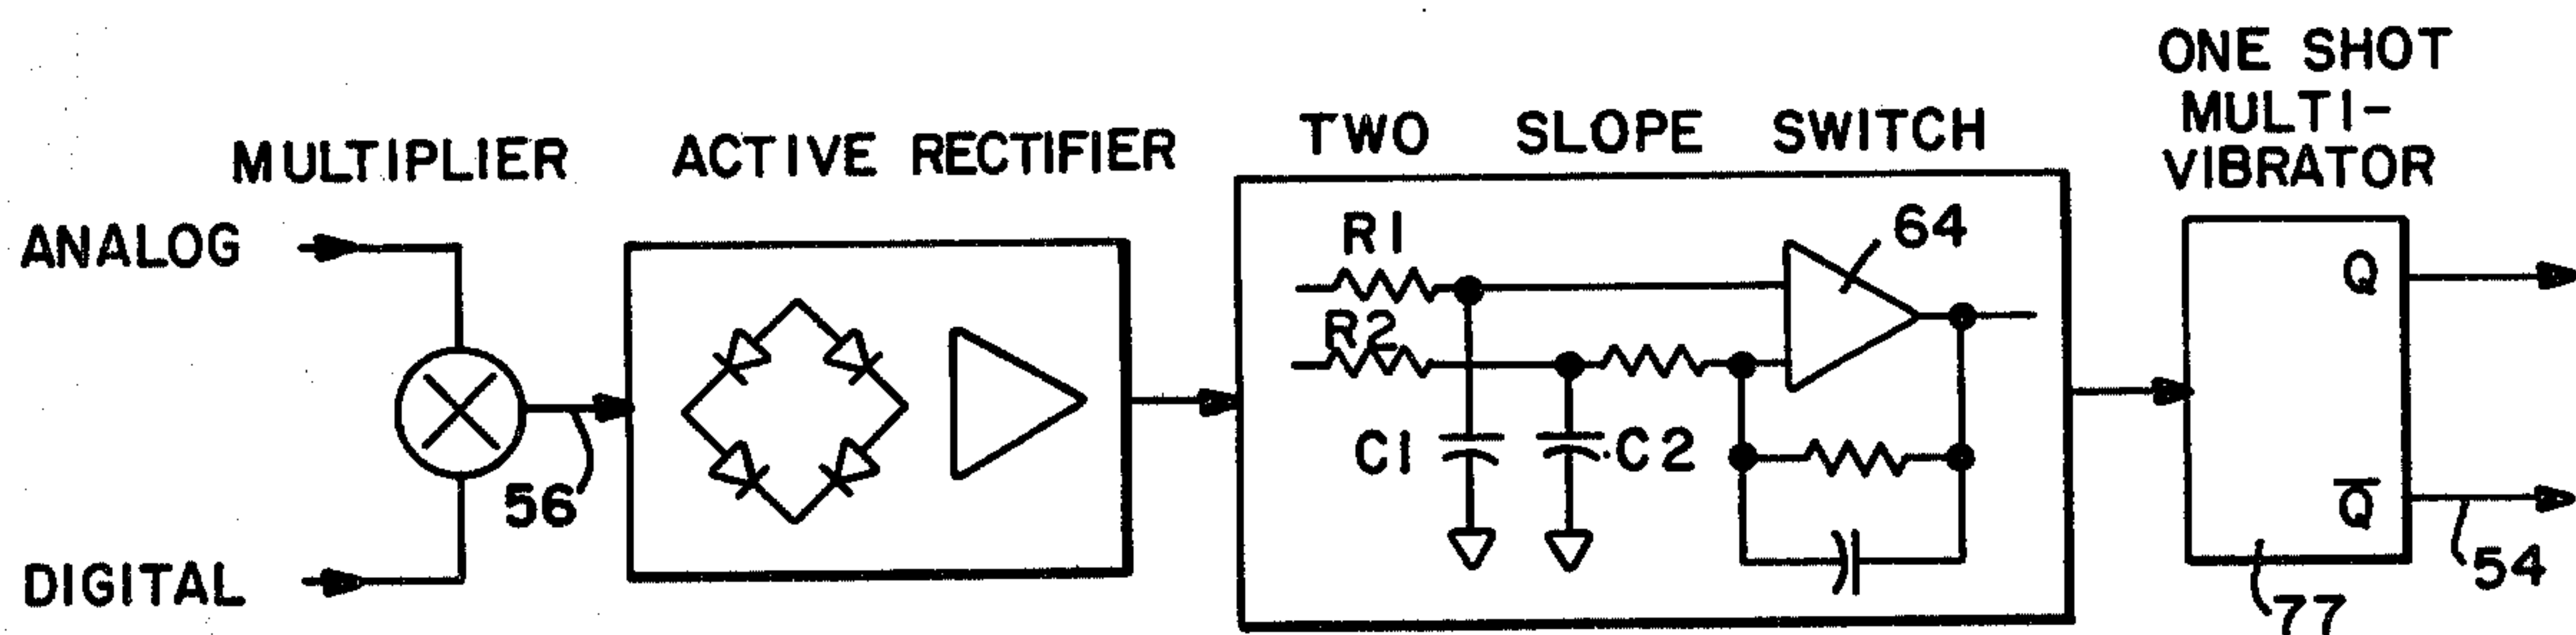 ONE SHOT
MULTI-
VIBRATOR
TWO SLOPE SWITCH
MULTIPLIER
ACTIVE RECTIFIER
ANALOG
R1
64
Q
R2
C1
C2
56
Q̅
54
DIGITAL
77